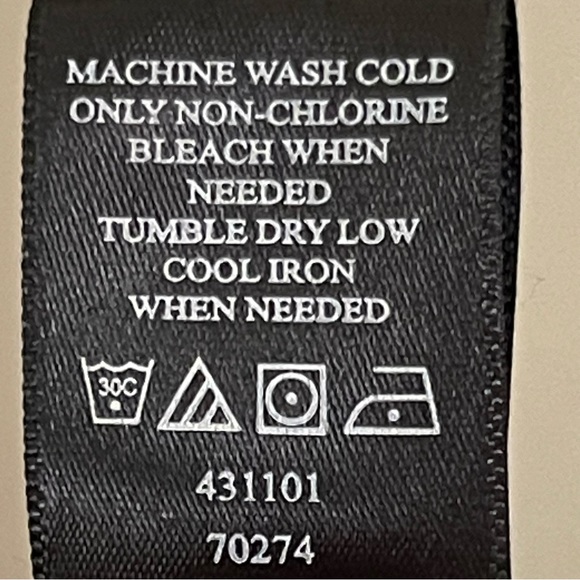 MACHINE WASH COLD
ONLY NON-CHLORINE
BLEACH WHEN
NEEDED
TUMBLE DRY LOW
COOL IRON
WHEN NEEDED
30C
431101
70274